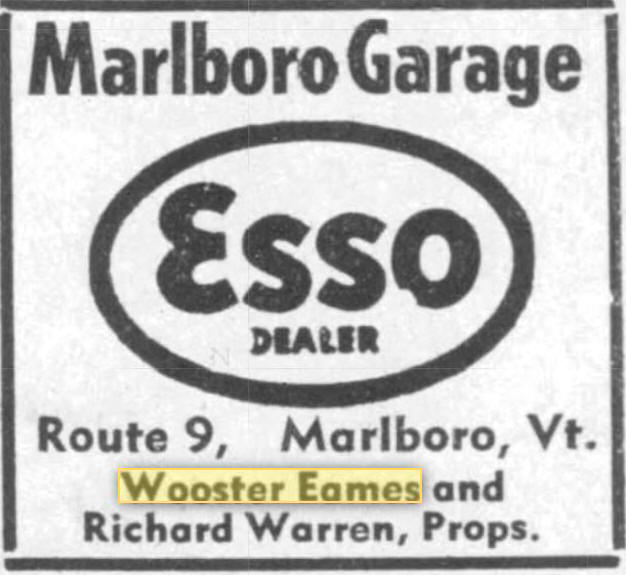 Marlboro Garage
Esso
DEALER
Route 9, Marlboro, Vt.
Wooster Eames and
Richard Warren, Props.